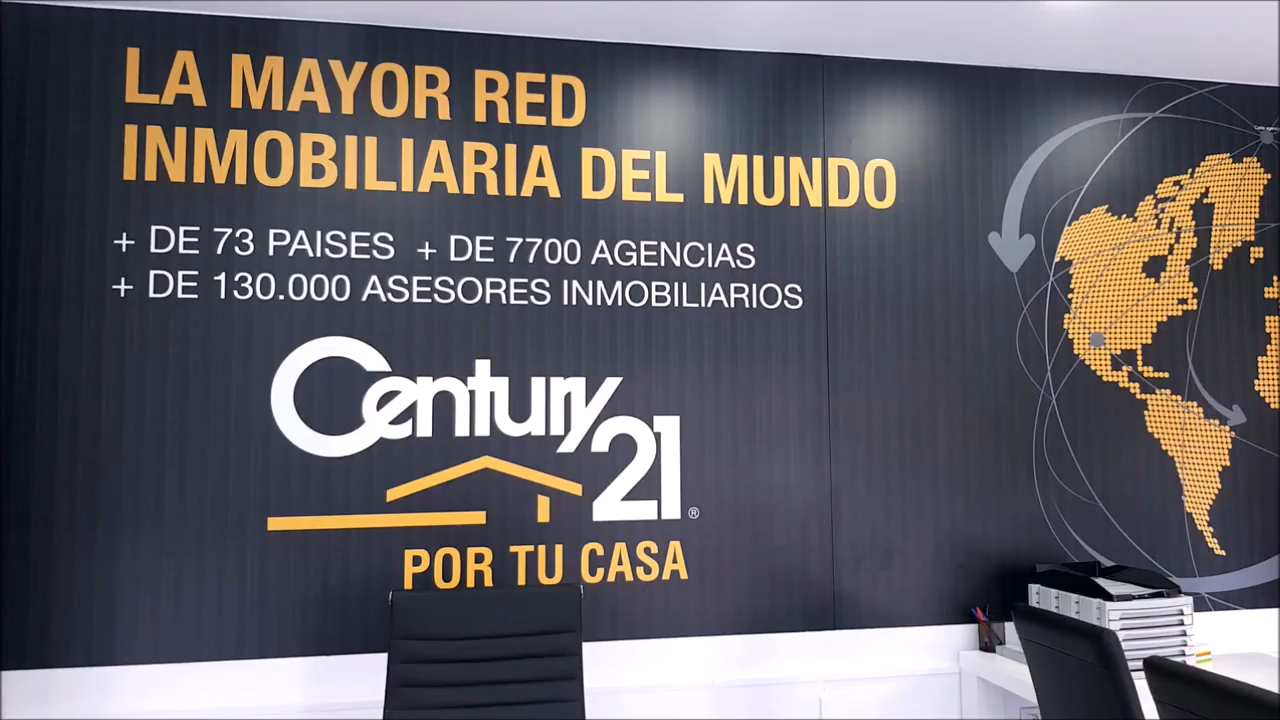 LA MAYOR RED
INMOBILIARIA DEL MUNDO
+ DE 73 PAISES + DE 7700 AGENCIAS
+ DE 130.000 ASESORES INMOBILIARIOS
Century
21®
POR TU CASA